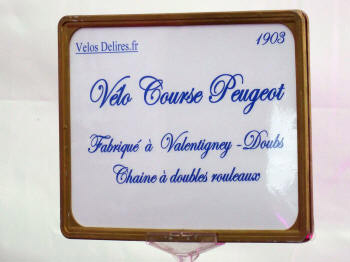 Velos Delires.fr 1903
Vélo Course Peugeot
Fabriqué à Valentigney - Doubs
Chaine à doubles rouleaux